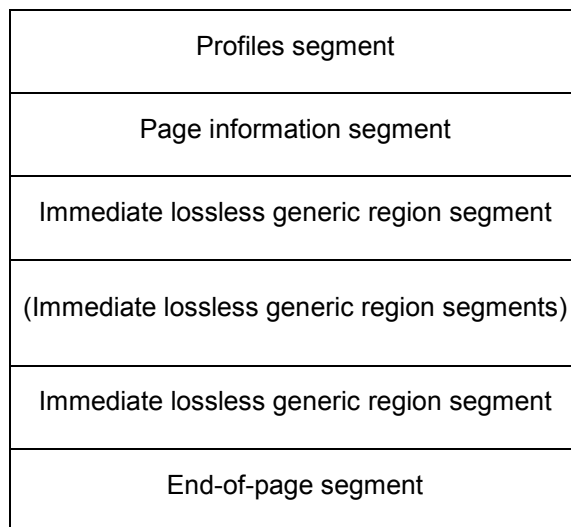 Profiles segment
Page information segment
Immediate lossless generic region segment
(Immediate lossless generic region segments)
Immediate lossless generic region segment
End-of-page segment